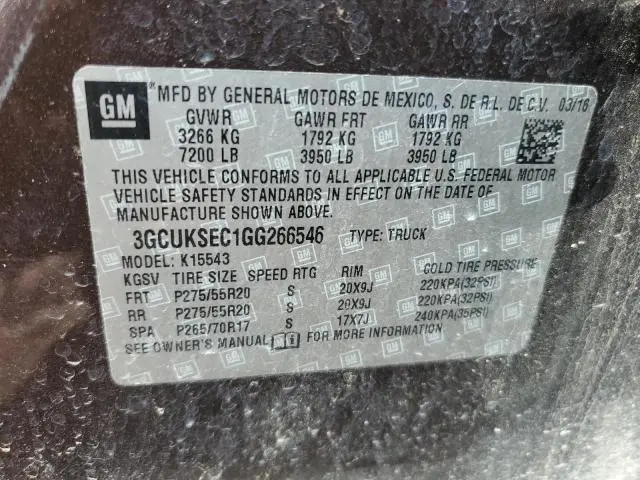 GM MFD BY GENERAL MOTORS DE MEXICO, S. DE R.L. DE C.V. 03/16
GVWR GAWR FRT GAWR RR
3266 KG 1792 KG 1792 KG
7200 LB 3950 LB 3950 LB
THIS VEHICLE CONFORMS TO ALL APPLICABLE U.S. FEDERAL MOTOR
VEHICLE SAFETY STANDARDS IN EFFECT ON THE DATE OF
MANUFACTURE SHOWN ABOVE.
3GCUKSEC1GG266546 TYPE: TRUCK
MODEL: K15543
KGSV TIRE SIZE SPEED RTG RIM COLD TIRE PRESSURE
FRT P275/55R20 S 20X9J 220KPA(32PSI)
RR P275/55R20 S 20X9J 220KPA(32PSI)
SPA P265/70R17 S 17X7J 240KPA(35PSI)
SEE OWNER'S MANUAL FOR MORE INFORMATION